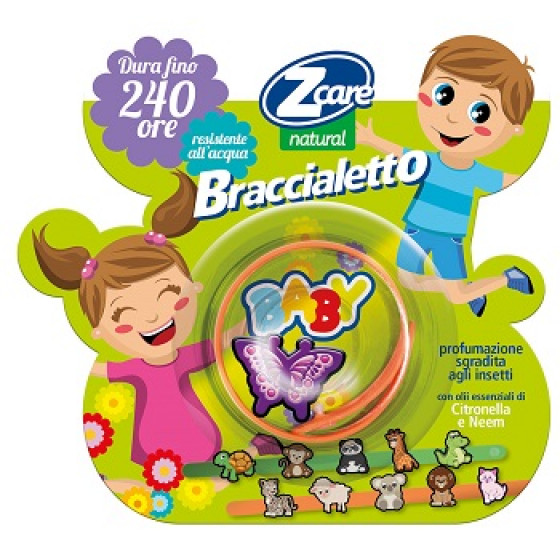 Dura fino
240
ore
resistente
all'acqua
Zcare
natural
Braccialetto
BABY
profumazione
sgradita
agli insetti
con olii essenziali di
Citronella
e Neem